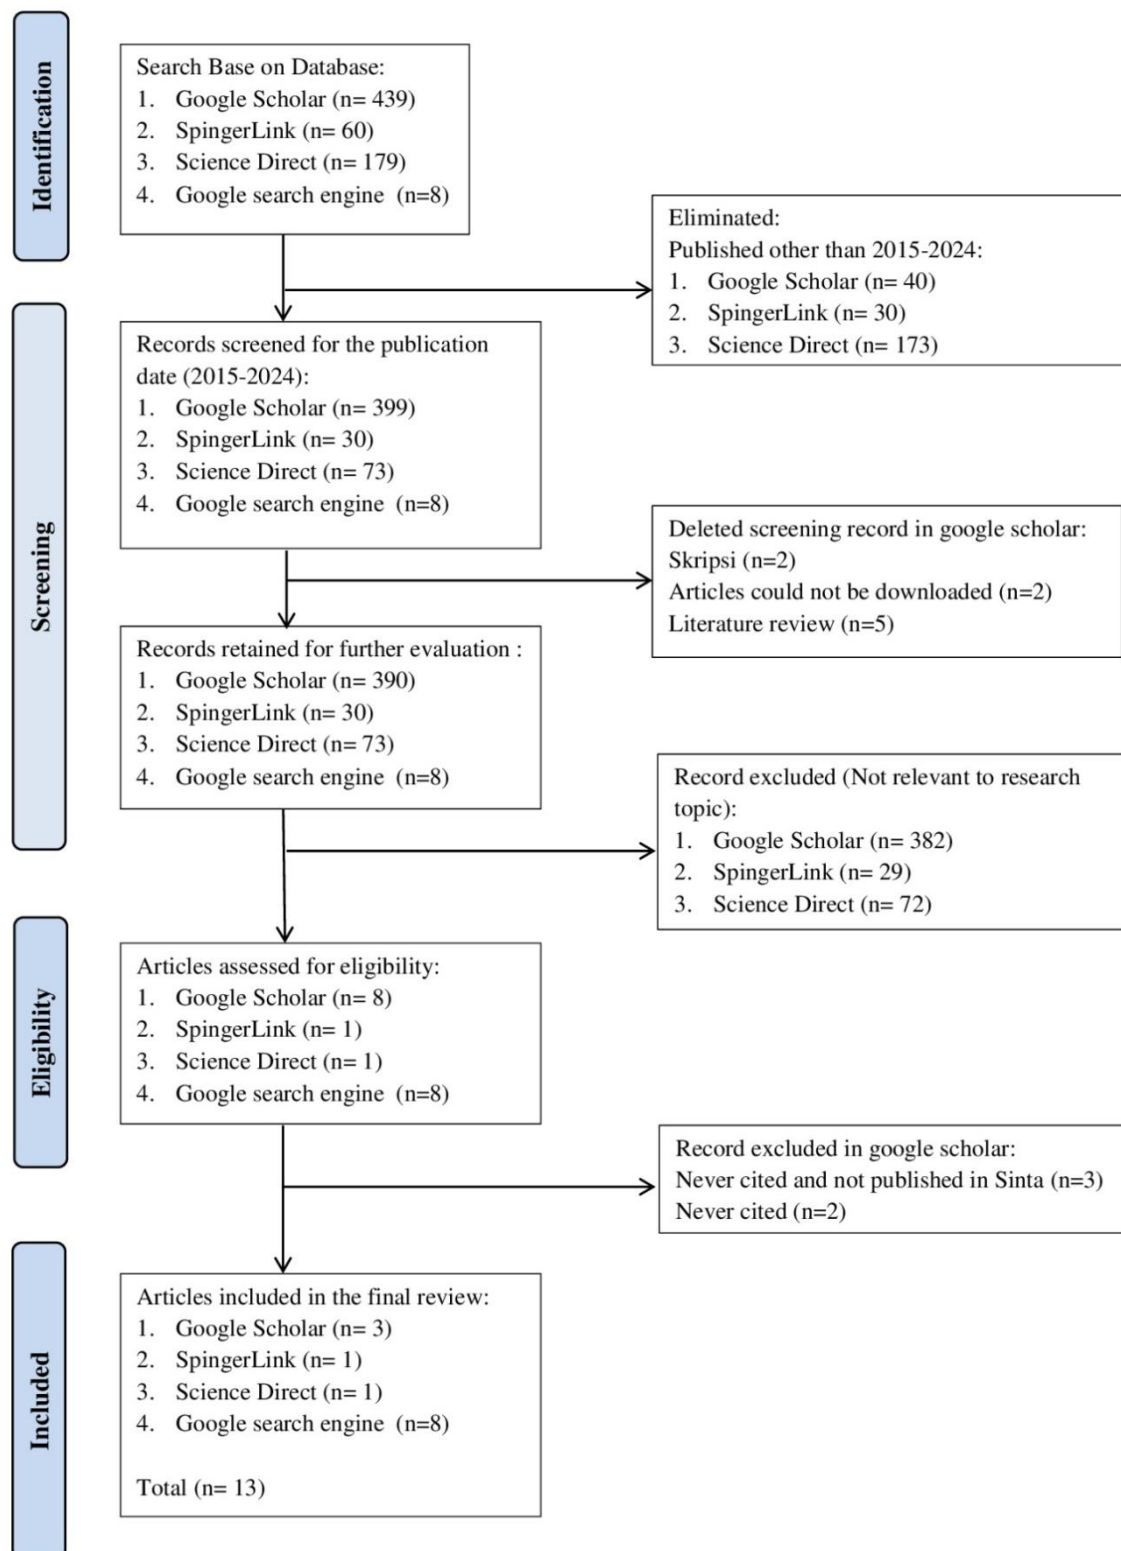 Identification
Search Base on Database:
1. Google Scholar (n= 439)
2. SpingerLink (n= 60)
3. Science Direct (n= 179)
4. Google search engine (n=8)
Eliminated:
Published other than 2015-2024:
1. Google Scholar (n= 40)
2. SpingerLink (n= 30)
3. Science Direct (n= 173)
Screening
Records screened for the publication
date (2015-2024):
1. Google Scholar (n= 399)
2. SpingerLink (n= 30)
3. Science Direct (n= 73)
4. Google search engine (n=8)
Deleted screening record in google scholar:
Skripsi (n=2)
Articles could not be downloaded (n=2)
Literature review (n=5)
Records retained for further evaluation :
1. Google Scholar (n= 390)
2. SpingerLink (n= 30)
3. Science Direct (n= 73)
4. Google search engine (n=8)
Record excluded (Not relevant to research
topic):
1. Google Scholar (n= 382)
2. SpingerLink (n= 29)
3. Science Direct (n= 72)
Eligibility
Articles assessed for eligibility:
1. Google Scholar (n= 8)
2. SpingerLink (n= 1)
3. Science Direct (n= 1)
4. Google search engine (n=8)
Record excluded in google scholar:
Never cited and not published in Sinta (n=3)
Never cited (n=2)
Included
Articles included in the final review:
1. Google Scholar (n= 3)
2. SpingerLink (n= 1)
3. Science Direct (n= 1)
4. Google search engine (n=8)
Total (n= 13)